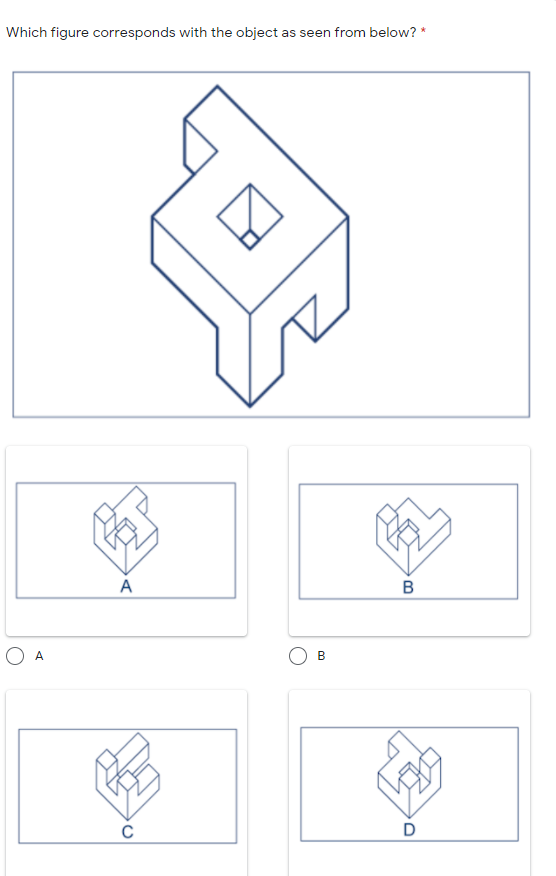 Which figure corresponds with the object as seen from below? *
A
B
A
B
C
D